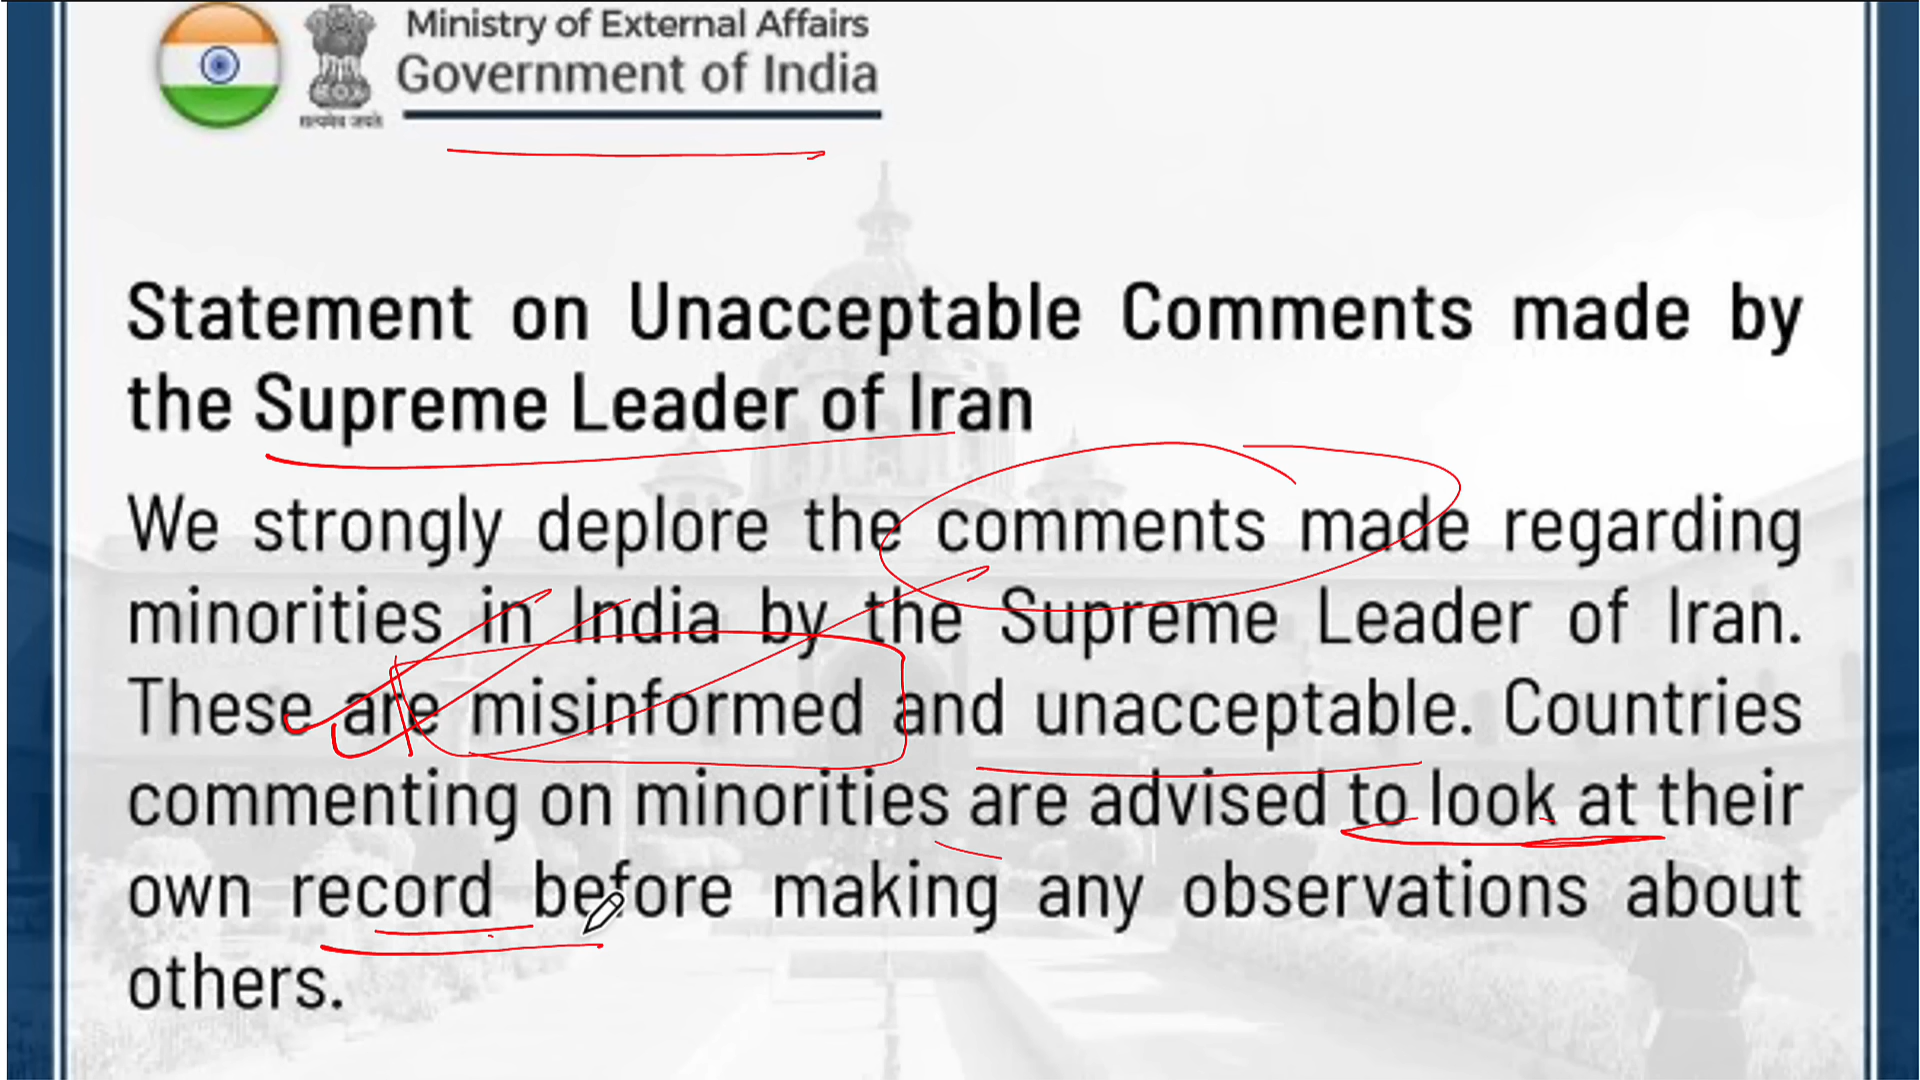 Ministry of External Affairs
Government of India
सत्यमेव जयते
Statement on Unacceptable Comments made by
the Supreme Leader of Iran
We strongly deplore the comments made regarding
minorities in India by the Supreme Leader of Iran.
These are misinformed and unacceptable. Countries
commenting on minorities are advised to look at their
own record before making any observations about
others.